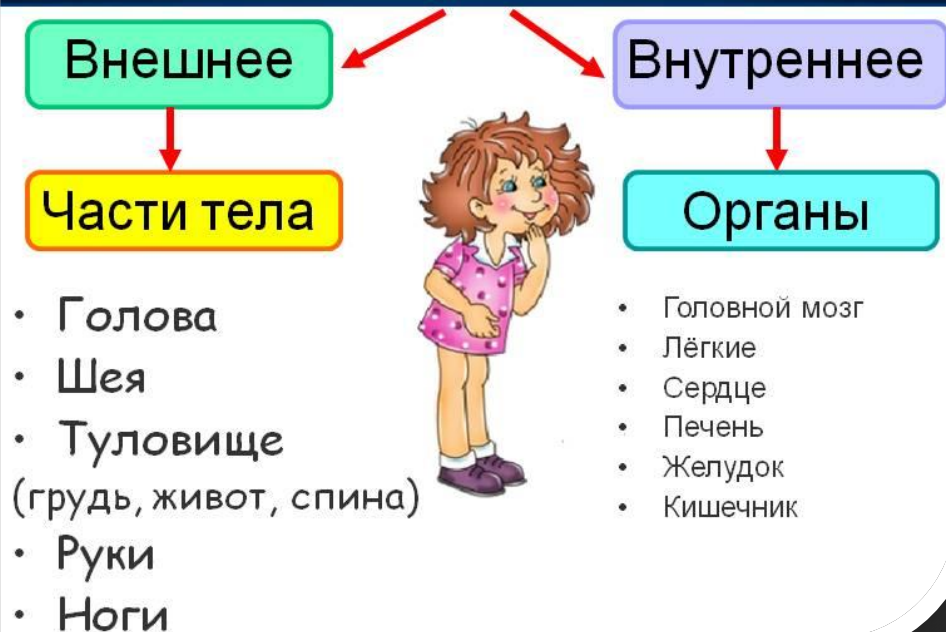 Внешнее
Части тела
• Голова
• Шея
• Туловище
(грудь, живот, спина)
• Руки
• Ноги
Внутреннее
Органы
• Головной мозг
• Лёгкие
• Сердце
• Печень
• Желудок
• Кишечник